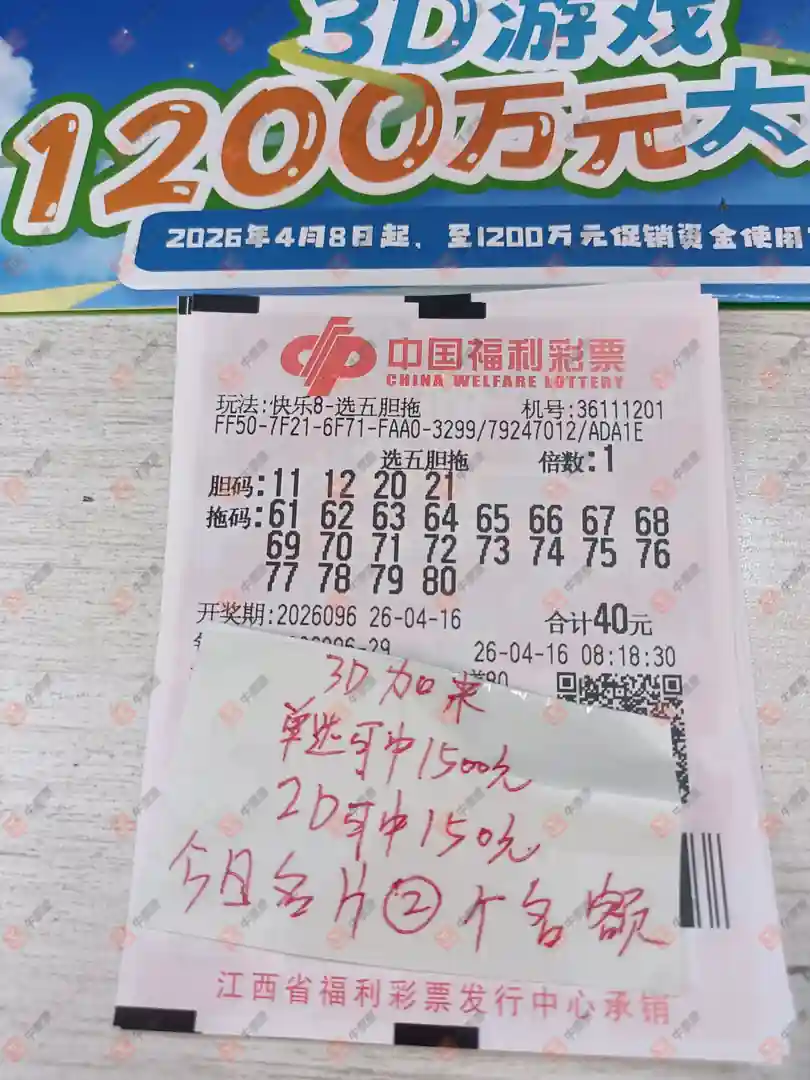 3D游戏
1200万元大
2026年4月8日起，至1200万元促销资金使用
中国福利彩票
CHINA WELFARE LOTTERY
玩法:快乐8-选五胆拖 机号:36111201
FF50-7F21-6F71-FAA0-3299/79247012/ADA1E
选五胆拖 倍数:1
胆码:11 12 20 21
拖码:61 62 63 64 65 66 67 68
69 70 71 72 73 74 75 76
77 78 79 80
开奖期:2026096 26-04-16 合计40元
26-04-16 08:18:30
3D加来
单选可中1500元
2D可中150元
今日名片②个名额
江西省福利彩票发行中心承销